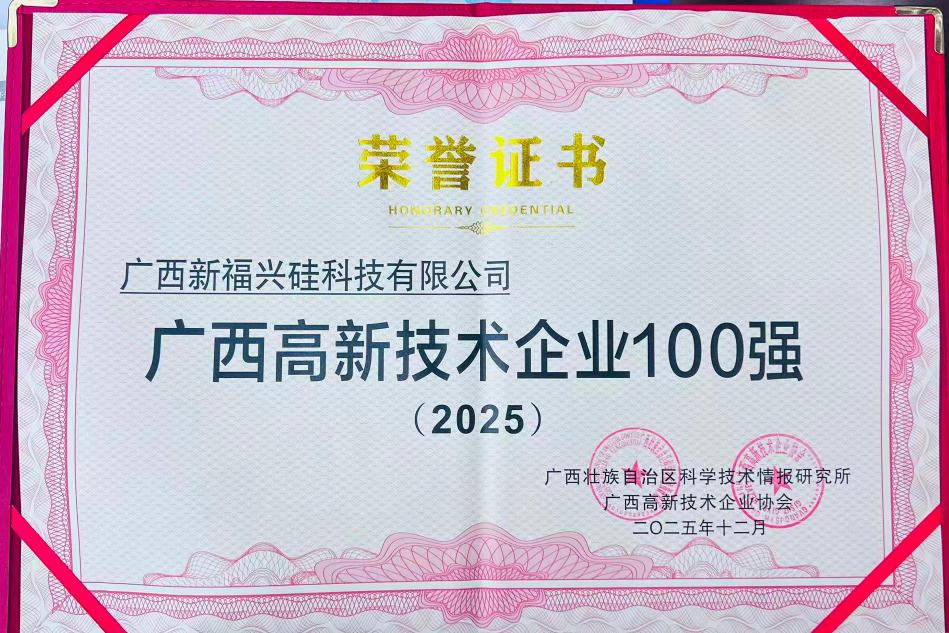 荣誉证书
HONORARY CREDENTIAL
广西新福兴硅科技有限公司
广西高新技术企业100强
（2025）
广西壮族自治区科学技术情报研究所
广西高新技术企业协会
二〇二五年十二月